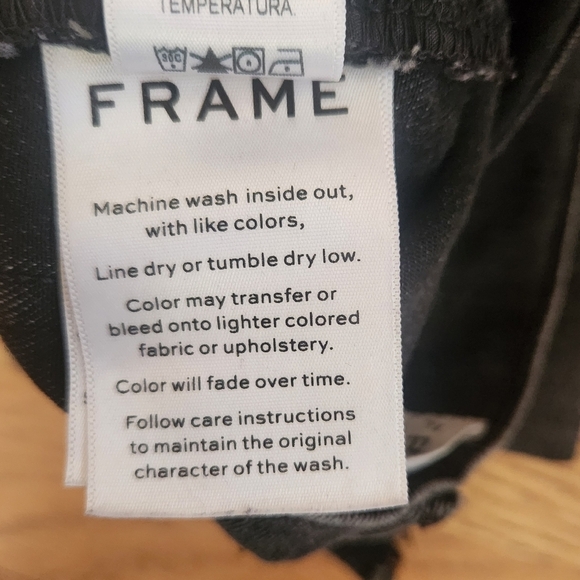 TEMPERATURA.
30C
FRAME
Machine wash inside out,
with like colors,
Line dry or tumble dry low.
Color may transfer or
bleed onto lighter colored
fabric or upholstery.
Color will fade over time.
Follow care instructions
to maintain the original
character of the wash.